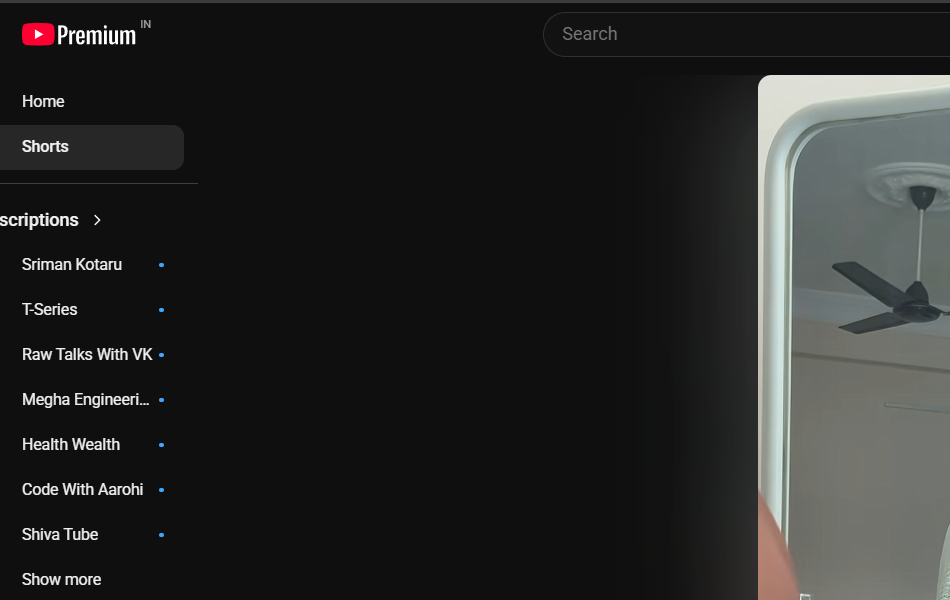 Premium IN
Search
Home
Shorts
scriptions
Sriman Kotaru
T-Series
Raw Talks With VK
Megha Engineeri...
Health Wealth
Code With Aarohi
Shiva Tube
Show more